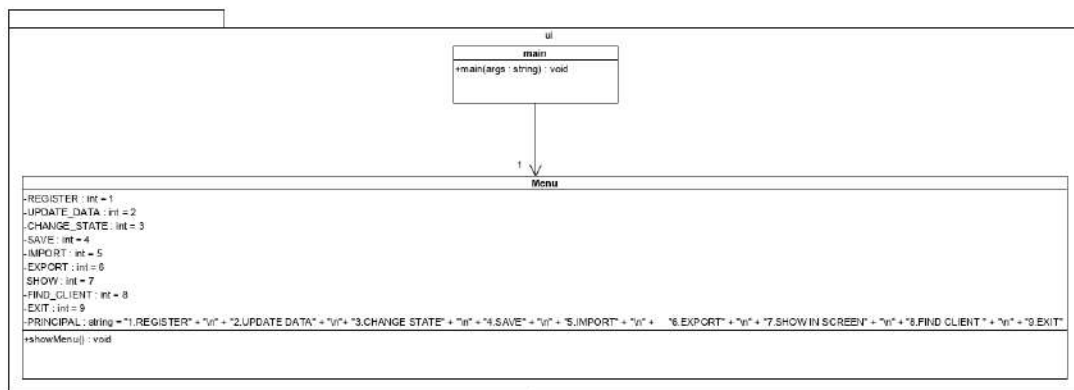 ui
main
+main(args : string) : void
1
Menu
-REGISTER : int = 1
-UPDATE_DATA : int = 2
-CHANGE_STATE : int = 3
-SAVE : int = 4
-IMPORT : int = 5
-EXPORT : int = 6
SHOW : int = 7
-FIND_CLIENT : int = 8
-EXIT : int = 9
-PRINCIPAL : string = "1.REGISTER" + "\n" + "2.UPDATE DATA" + "\n"+ "3.CHANGE STATE" + "\n" + "4.SAVE" + "\n" + "5.IMPORT" + "\n" + "6.EXPORT" + "\n" + "7.SHOW IN SCREEN" + "\n" + "8.FIND CLIENT " + "\n" + "9.EXIT"
+showMenu() : void